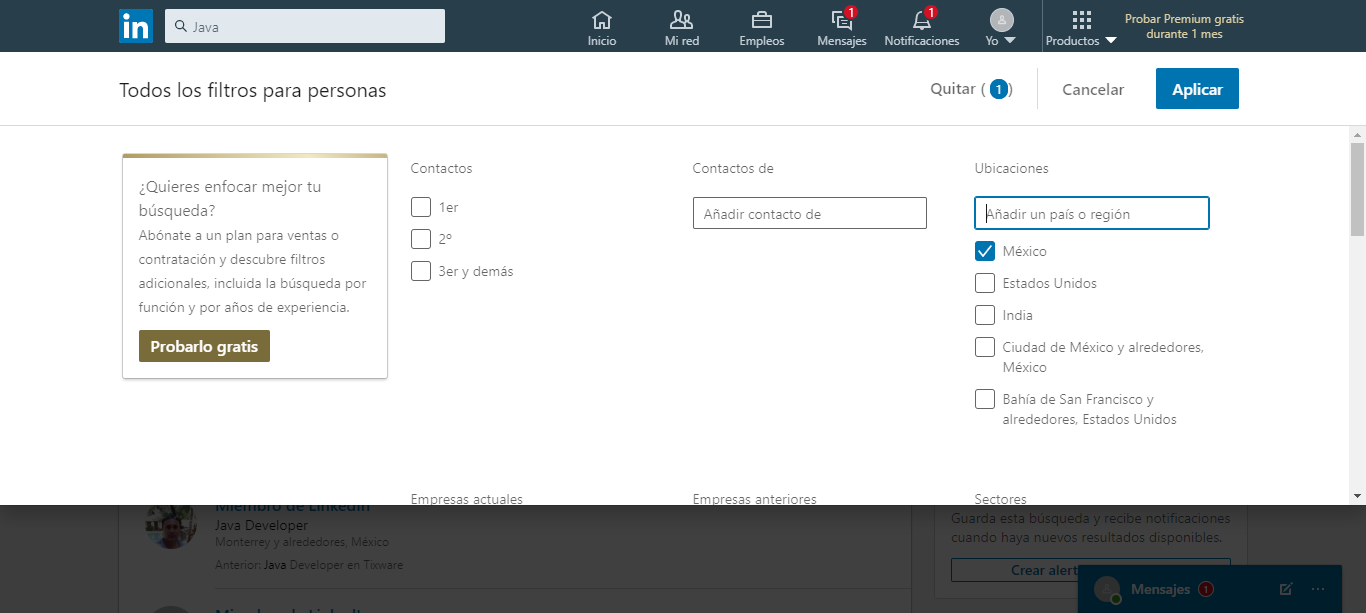 in
Java
Inicio
Mi red
Empleos
1
Mensajes
1
Notificaciones
Yo
Productos
Probar Premium gratis
durante 1 mes
Todos los filtros para personas
Quitar (1)
Cancelar
Aplicar
¿Quieres enfocar mejor tu
búsqueda?
Abónate a un plan para ventas o
contratación y descubre filtros
adicionales, incluida la búsqueda por
función y por años de experiencia.
Probarlo gratis
Contactos
1er
2º
3er y demás
Contactos de
Añadir contacto de
Ubicaciones
Añadir un país o región
México
Estados Unidos
India
Ciudad de México y alrededores,
México
Bahía de San Francisco y
alrededores, Estados Unidos
Empresas actuales
Empresas anteriores
Sectores
Miembro de LinkedIn
Java Developer
Monterrey y alrededores, México
Anterior: Java Developer en Tixware
Guarda esta búsqueda y recibe notificaciones
cuando haya nuevos resultados disponibles.
Crear alert
Mensajes 1